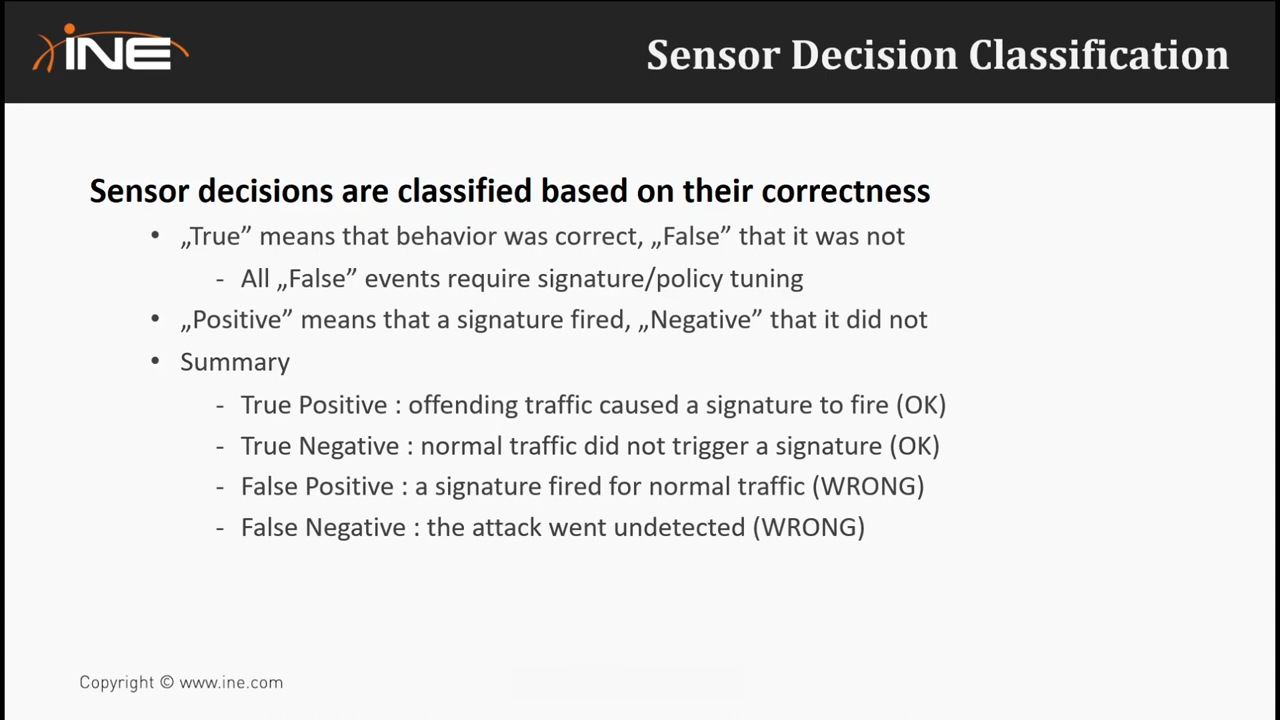 iNE
Sensor Decision Classification
Sensor decisions are classified based on their correctness
• „True” means that behavior was correct, „False” that it was not
- All „False” events require signature/policy tuning
• „Positive” means that a signature fired, „Negative” that it did not
• Summary
- True Positive : offending traffic caused a signature to fire (OK)
- True Negative : normal traffic did not trigger a signature (OK)
- False Positive : a signature fired for normal traffic (WRONG)
- False Negative : the attack went undetected (WRONG)
Copyright © www.ine.com